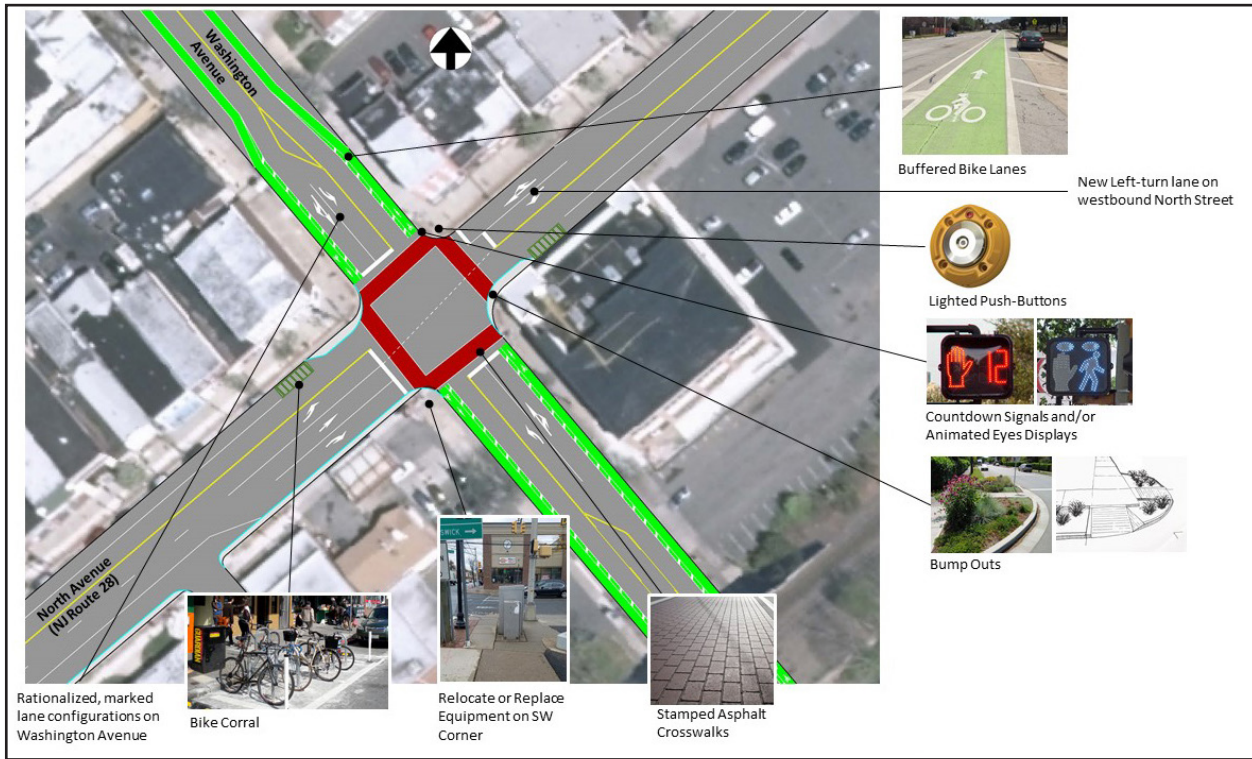 Washington
Avenue
Buffered Bike Lanes
New Left-turn lane on
westbound North Street
Lighted Push-Buttons
12
Countdown Signals and/or
Animated Eyes Displays
Bump Outs
North Avenue
(NJ Route 28)
SWICK →
Rationalized, marked
lane configurations on
Washington Avenue
Bike Corral
Relocate or Replace
Equipment on SW
Corner
Stamped Asphalt
Crosswalks